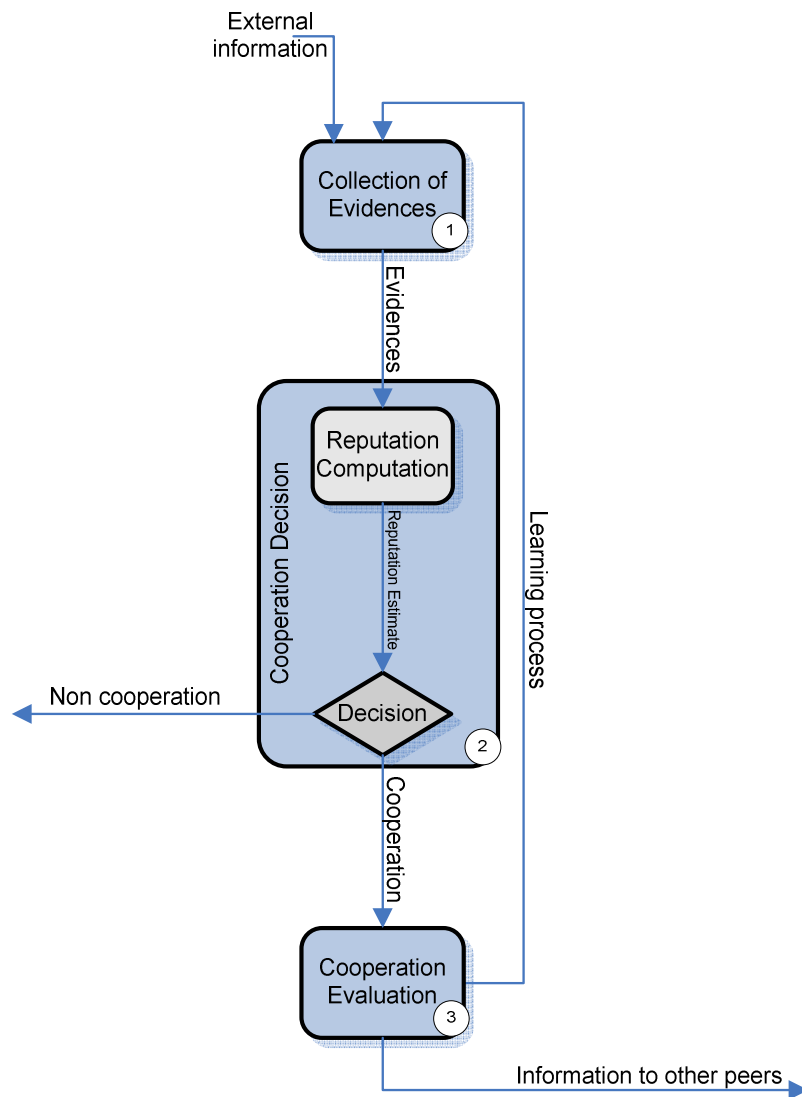 External
information
Collection of
Evidences
1
Evidences
Reputation
Computation
Cooperation Decision
Reputation Estimate
Learning process
Non cooperation
Decision
2
Cooperation
Cooperation
Evaluation
3
Information to other peers